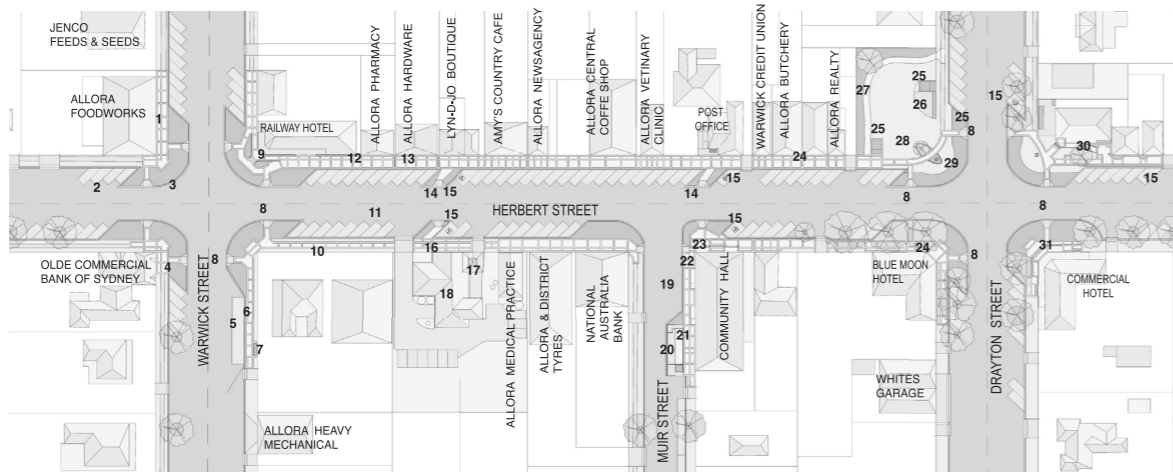 JENCO
FEEDS & SEEDS
ALLORA
FOODWORKS
RAILWAY HOTEL
ALLORA PHARMACY
ALLORA HARDWARE
LYN-D-JO BOUTIQUE
AMY'S COUNTRY CAFE
ALLORA NEWSAGENCY
ALLORA CENTRAL
COFFE SHOP
ALLORA VETINARY
CLINIC
POST
OFFICE
WARWICK CREDIT UNION
ALLORA BUTCHERY
ALLORA REALTY
27
25
26
25
25
28
8
29
15
30
1
2
3
9
12
13
24
14
15
14
15
15
8
11
15
HERBERT STREET
15
8
8
10
16
17
18
23
22
19
21
20
24
8
31
4
8
6
5
7
OLDE COMMERCIAL
BANK OF SYDNEY
WARWICK STREET
ALLORA HEAVY
MECHANICAL
ALLORA MEDICAL PRACTICE
ALLORA & DISTRICT
TYRES
NATIONAL
AUSTRALIA
BANK
MUIR STREET
COMMUNITY HALL
BLUE MOON
HOTEL
WHITES
GARAGE
DRAYTON STREET
COMMERCIAL
HOTEL